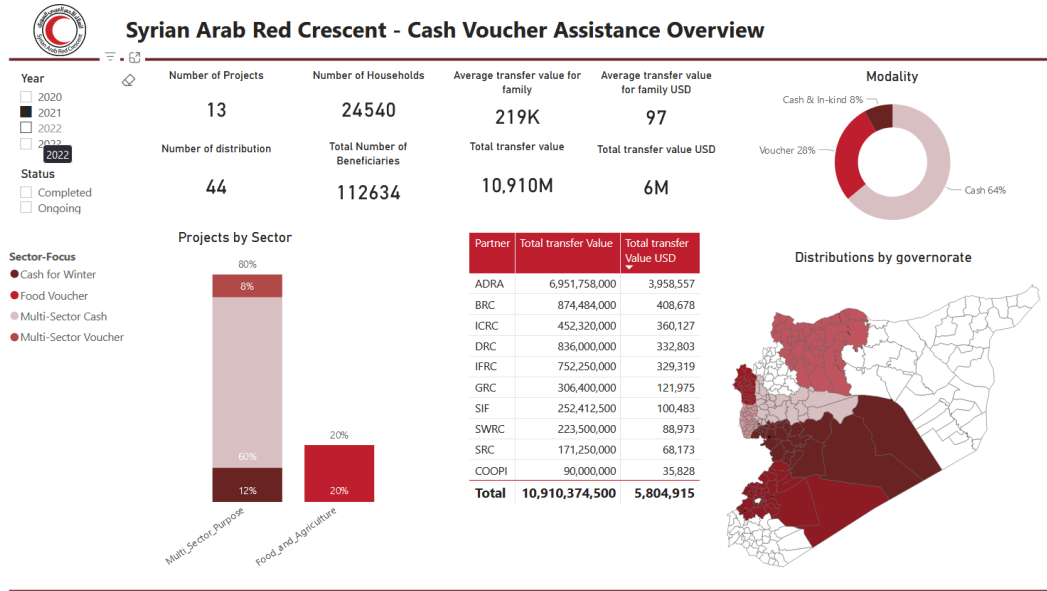 Syrian Arab Red Crescent - Cash Voucher Assistance Overview
Year
2020
2021
2022
2022
Status
Completed
Ongoing
Number of Projects
13
Number of Households
24540
Average transfer value for
family
219K
Average transfer value
for family USD
97
Number of distribution
44
Total Number of
Beneficiaries
112634
Total transfer value
10,910M
Total transfer value USD
6M
Modality
Cash & In-kind 8%
Voucher 28%
Cash 64%
Projects by Sector
Sector-Focus
Cash for Winter
Food Voucher
Multi-Sector Cash
Multi-Sector Voucher
80%
8%
60%
12%
20%
20%
Multi_Sector_Purpose
Food_and_Agriculture
Partner Total transfer Value Total transfer
Value USD
ADRA 6,951,758,000 3,958,557
BRC 874,484,000 408,678
ICRC 452,320,000 360,127
DRC 836,000,000 332,803
IFRC 752,250,000 329,319
GRC 306,400,000 121,975
SIF 252,412,500 100,483
SWRC 223,500,000 88,973
SRC 171,250,000 68,173
COOPI 90,000,000 35,828
Total 10,910,374,500 5,804,915
Distributions by governorate